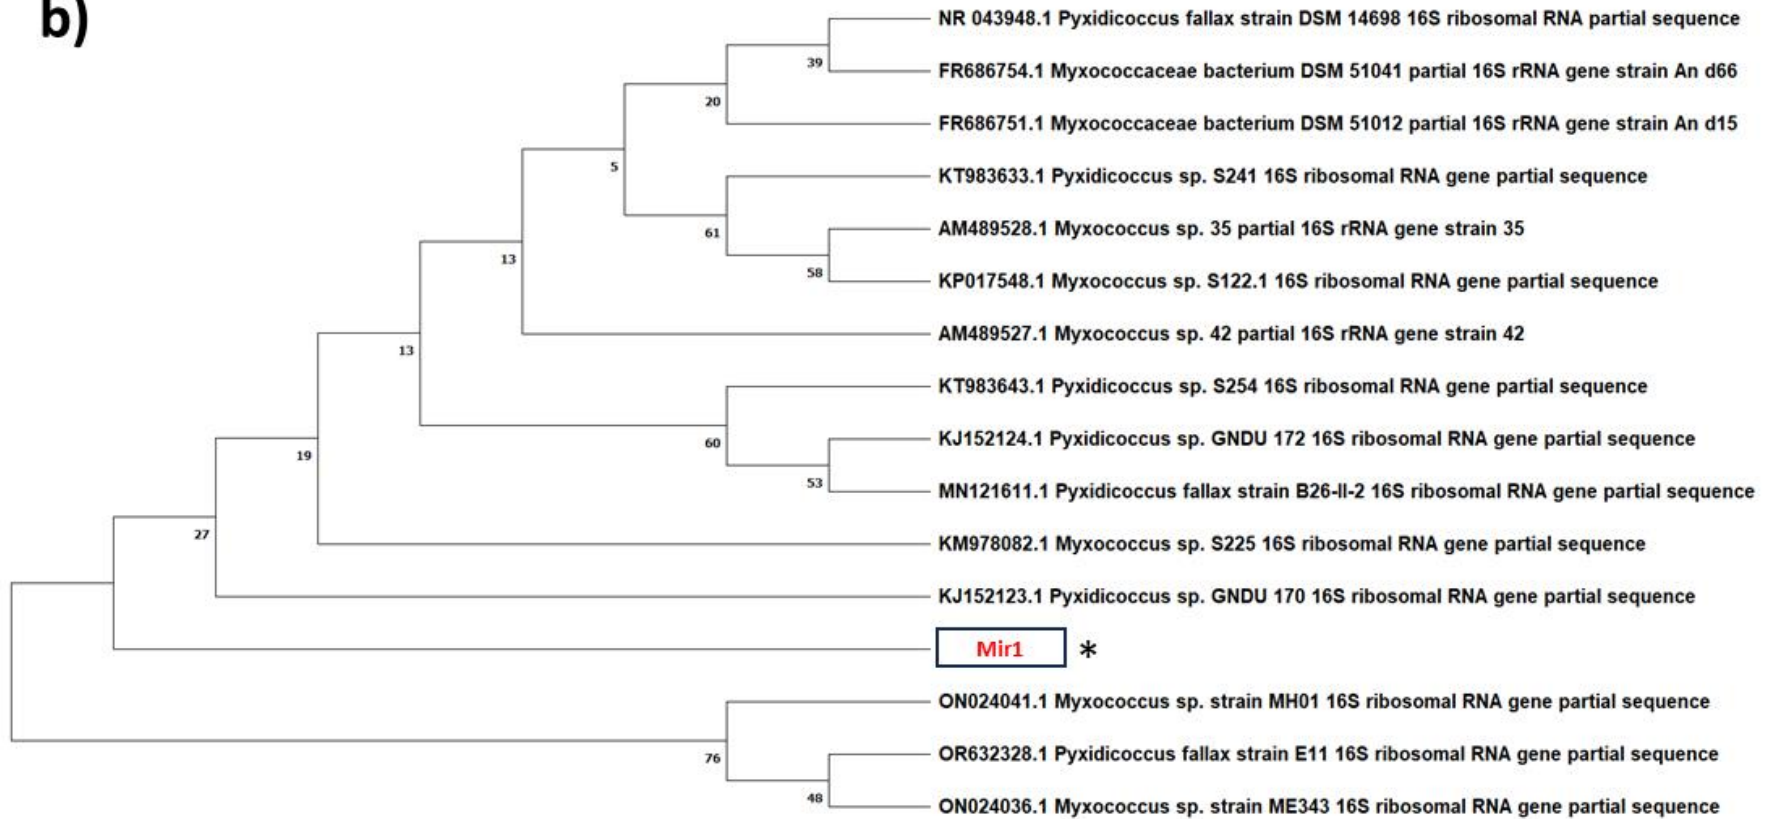 b)
NR 043948.1 Pyxidicoccus fallax strain DSM 14698 16S ribosomal RNA partial sequence
39
FR686754.1 Myxococcaceae bacterium DSM 51041 partial 16S rRNA gene strain An d66
20
FR686751.1 Myxococcaceae bacterium DSM 51012 partial 16S rRNA gene strain An d15
5
KT983633.1 Pyxidicoccus sp. S241 16S ribosomal RNA gene partial sequence
61
AM489528.1 Myxococcus sp. 35 partial 16S rRNA gene strain 35
13
58
KP017548.1 Myxococcus sp. S122.1 16S ribosomal RNA gene partial sequence
AM489527.1 Myxococcus sp. 42 partial 16S rRNA gene strain 42
13
KT983643.1 Pyxidicoccus sp. S254 16S ribosomal RNA gene partial sequence
60
KJ152124.1 Pyxidicoccus sp. GNDU 172 16S ribosomal RNA gene partial sequence
19
53
MN121611.1 Pyxidicoccus fallax strain B26-II-2 16S ribosomal RNA gene partial sequence
27
KM978082.1 Myxococcus sp. S225 16S ribosomal RNA gene partial sequence
KJ152123.1 Pyxidicoccus sp. GNDU 170 16S ribosomal RNA gene partial sequence
Mir1 *
ON024041.1 Myxococcus sp. strain MH01 16S ribosomal RNA gene partial sequence
76
OR632328.1 Pyxidicoccus fallax strain E11 16S ribosomal RNA gene partial sequence
48
ON024036.1 Myxococcus sp. strain ME343 16S ribosomal RNA gene partial sequence